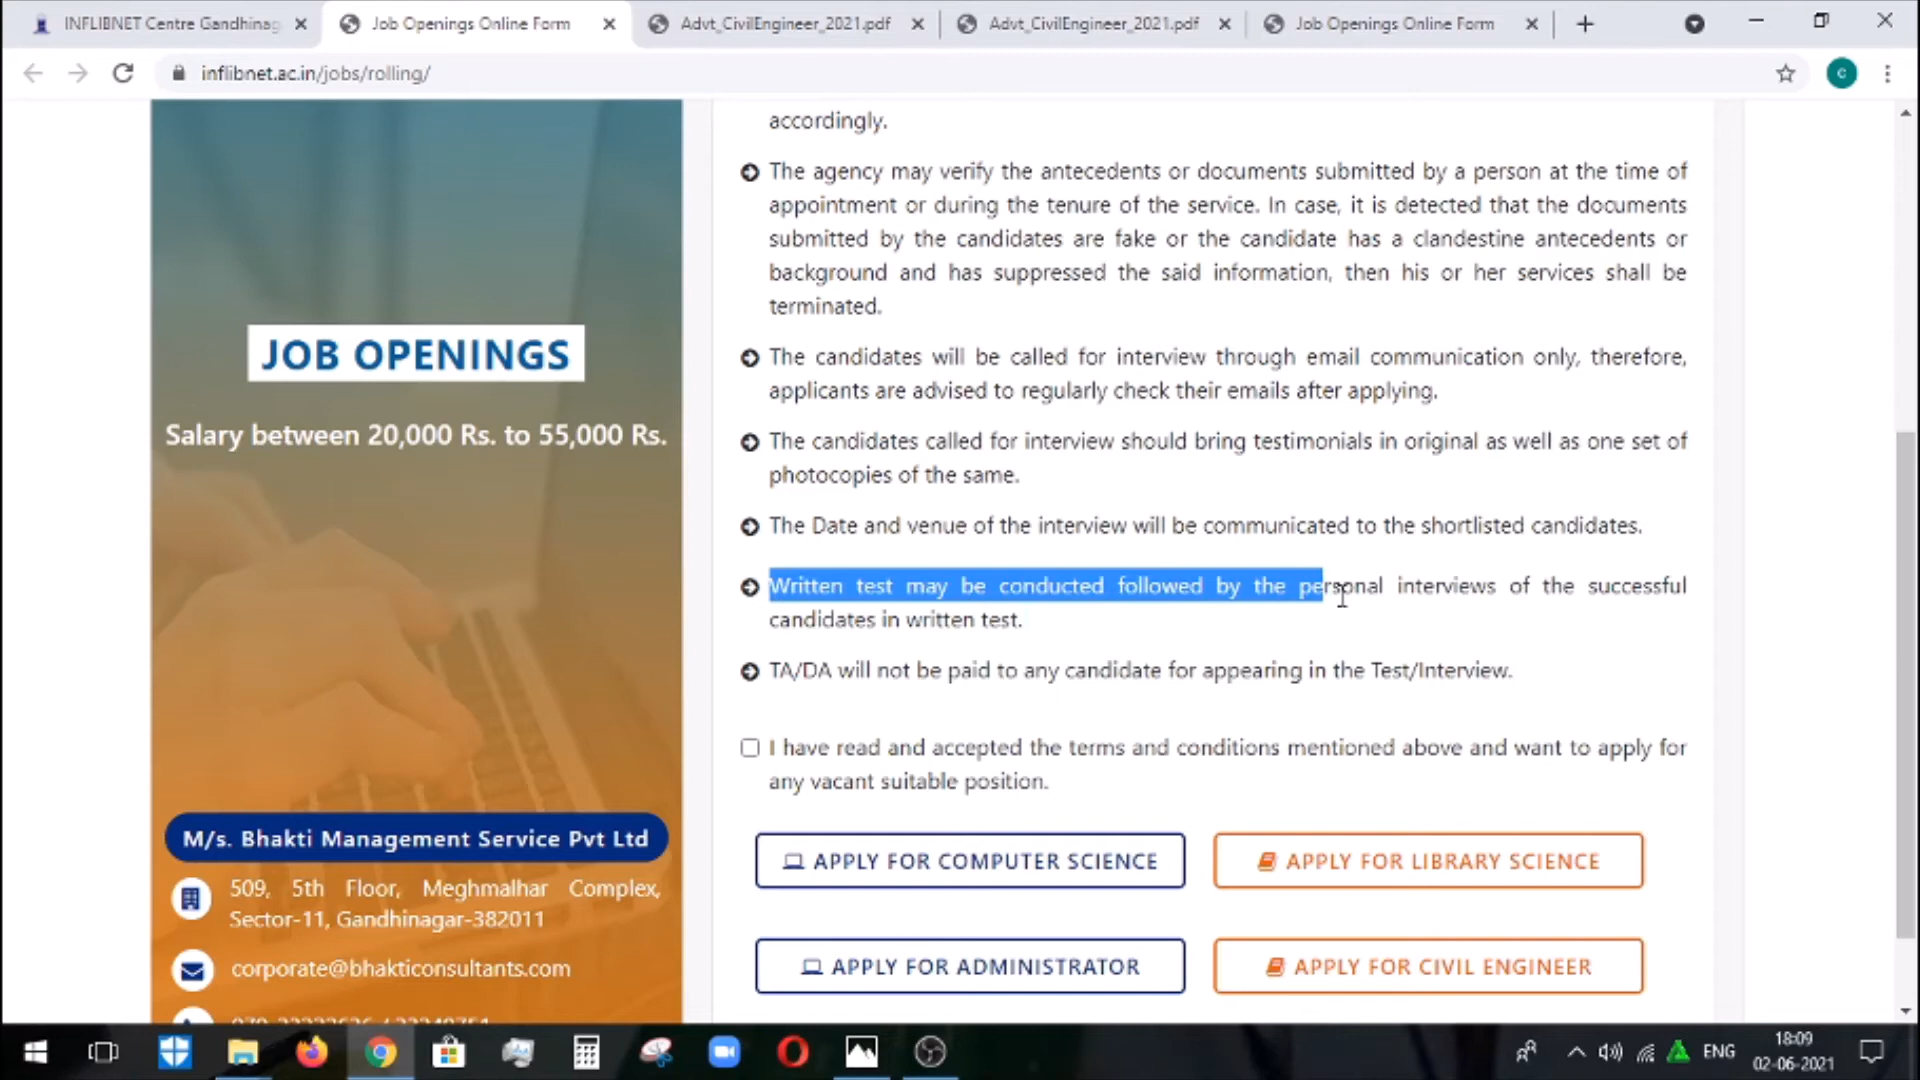 INFLIBNET Centre Gandhinag
Job Openings Online Form
Advt_CivilEngineer_2021.pdf
Advt_CivilEngineer_2021.pdf
Job Openings Online Form
inflibnet.ac.in/jobs/rolling/
C
JOB OPENINGS
Salary between 20,000 Rs. to 55,000 Rs.
M/s. Bhakti Management Service Pvt Ltd
509, 5th Floor, Meghmalhar Complex,
Sector-11, Gandhinagar-382011
corporate@bhakticonsultants.com
accordingly.
The agency may verify the antecedents or documents submitted by a person at the time of
appointment or during the tenure of the service. In case, it is detected that the documents
submitted by the candidates are fake or the candidate has a clandestine antecedents or
background and has suppressed the said information, then his or her services shall be
terminated.
The candidates will be called for interview through email communication only, therefore,
applicants are advised to regularly check their emails after applying.
The candidates called for interview should bring testimonials in original as well as one set of
photocopies of the same.
The Date and venue of the interview will be communicated to the shortlisted candidates.
Written test may be conducted followed by the personal interviews of the successful
candidates in written test.
TA/DA will not be paid to any candidate for appearing in the Test/Interview.
I have read and accepted the terms and conditions mentioned above and want to apply for
any vacant suitable position.
APPLY FOR COMPUTER SCIENCE
APPLY FOR LIBRARY SCIENCE
APPLY FOR ADMINISTRATOR
APPLY FOR CIVIL ENGINEER
ENG
18:09
02-06-2021